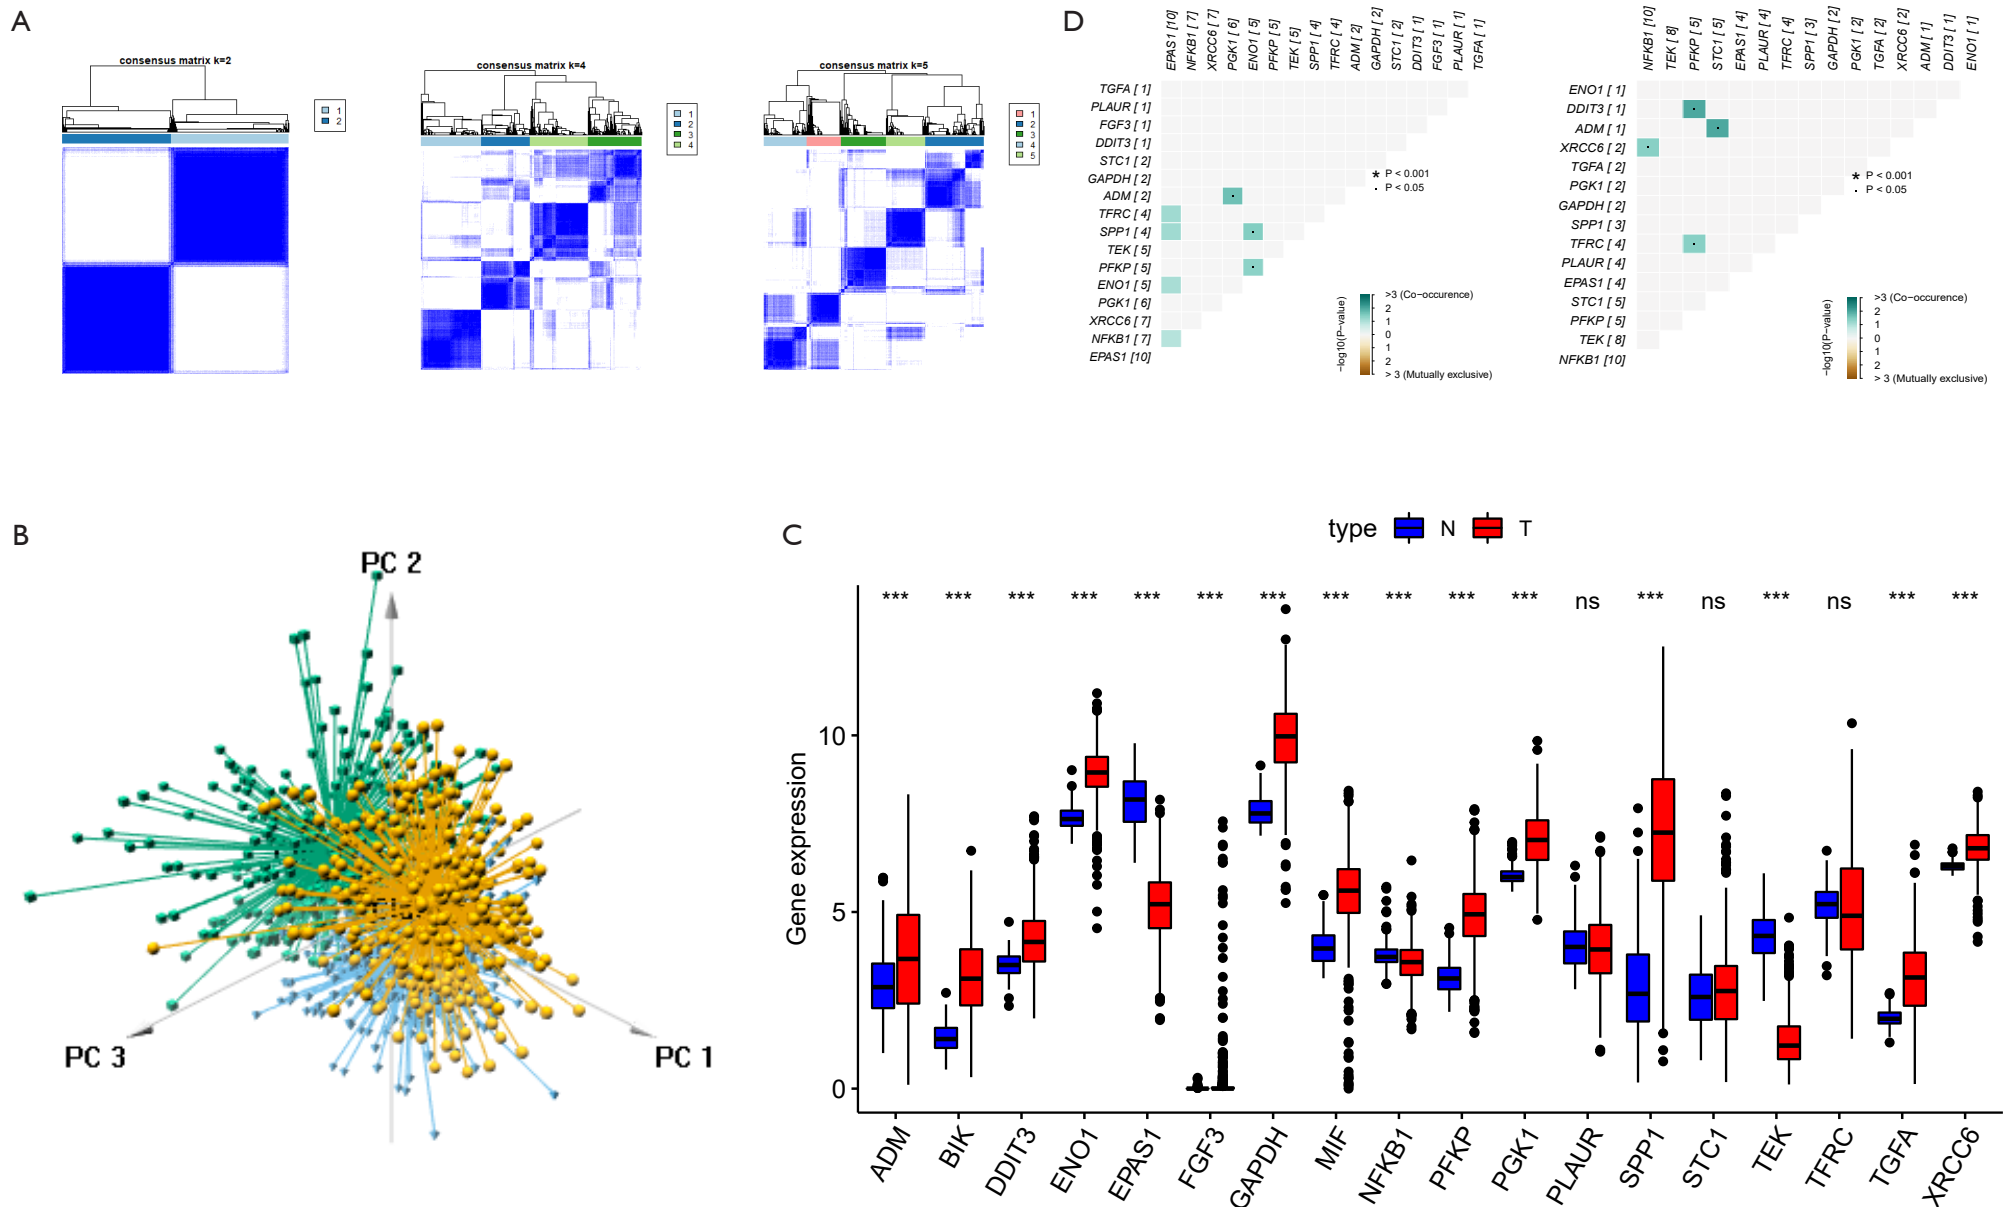 A
consensus matrix k=2
1
2
consensus matrix k=4
1
2
3
4
consensus matrix k=5
1
2
3
4
5
D
EPAS1 [10]
NFKB1 [ 7]
XRCC6 [ 7]
PGK1 [ 6]
ENO1 [ 5]
PFKP [ 5]
TEK [ 5]
SPP1 [ 4]
TFRC [ 4]
ADM [ 2]
GAPDH [ 2]
STC1 [ 2]
DDIT3 [ 1]
FGF3 [ 1]
PLAUR [ 1]
TGFA [ 1]
TGFA [ 1]
PLAUR [ 1]
FGF3 [ 1]
DDIT3 [ 1]
STC1 [ 2]
GAPDH [ 2]
ADM [ 2]
TFRC [ 4]
SPP1 [ 4]
TEK [ 5]
PFKP [ 5]
ENO1 [ 5]
PGK1 [ 6]
XRCC6 [ 7]
NFKB1 [ 7]
EPAS1 [10]
* P < 0.001
· P < 0.05
−log10(P−value)
>3 (Co−occurence)
2
1
0
1
2
> 3 (Mutually exclusive)
NFKB1 [10]
TEK [ 8]
PFKP [ 5]
STC1 [ 5]
EPAS1 [ 4]
PLAUR [ 4]
TFRC [ 4]
SPP1 [ 3]
GAPDH [ 2]
PGK1 [ 2]
TGFA [ 2]
XRCC6 [ 2]
ADM [ 1]
DDIT3 [ 1]
ENO1 [ 1]
ENO1 [ 1]
DDIT3 [ 1]
ADM [ 1]
XRCC6 [ 2]
TGFA [ 2]
PGK1 [ 2]
GAPDH [ 2]
SPP1 [ 3]
TFRC [ 4]
PLAUR [ 4]
EPAS1 [ 4]
STC1 [ 5]
PFKP [ 5]
TEK [ 8]
NFKB1 [10]
* P < 0.001
· P < 0.05
−log10(P−value)
>3 (Co−occurence)
2
1
0
1
2
> 3 (Mutually exclusive)
B
PC 2
PC 3
PC 1
C
type N T
*** *** *** *** *** *** *** *** *** *** *** ns *** ns *** ns *** ***
Gene expression
10
5
0
ADM
BIK
DDIT3
ENO1
EPAS1
FGF3
GAPDH
MIF
NFKB1
PFKP
PGK1
PLAUR
SPP1
STC1
TEK
TFRC
TGFA
XRCC6